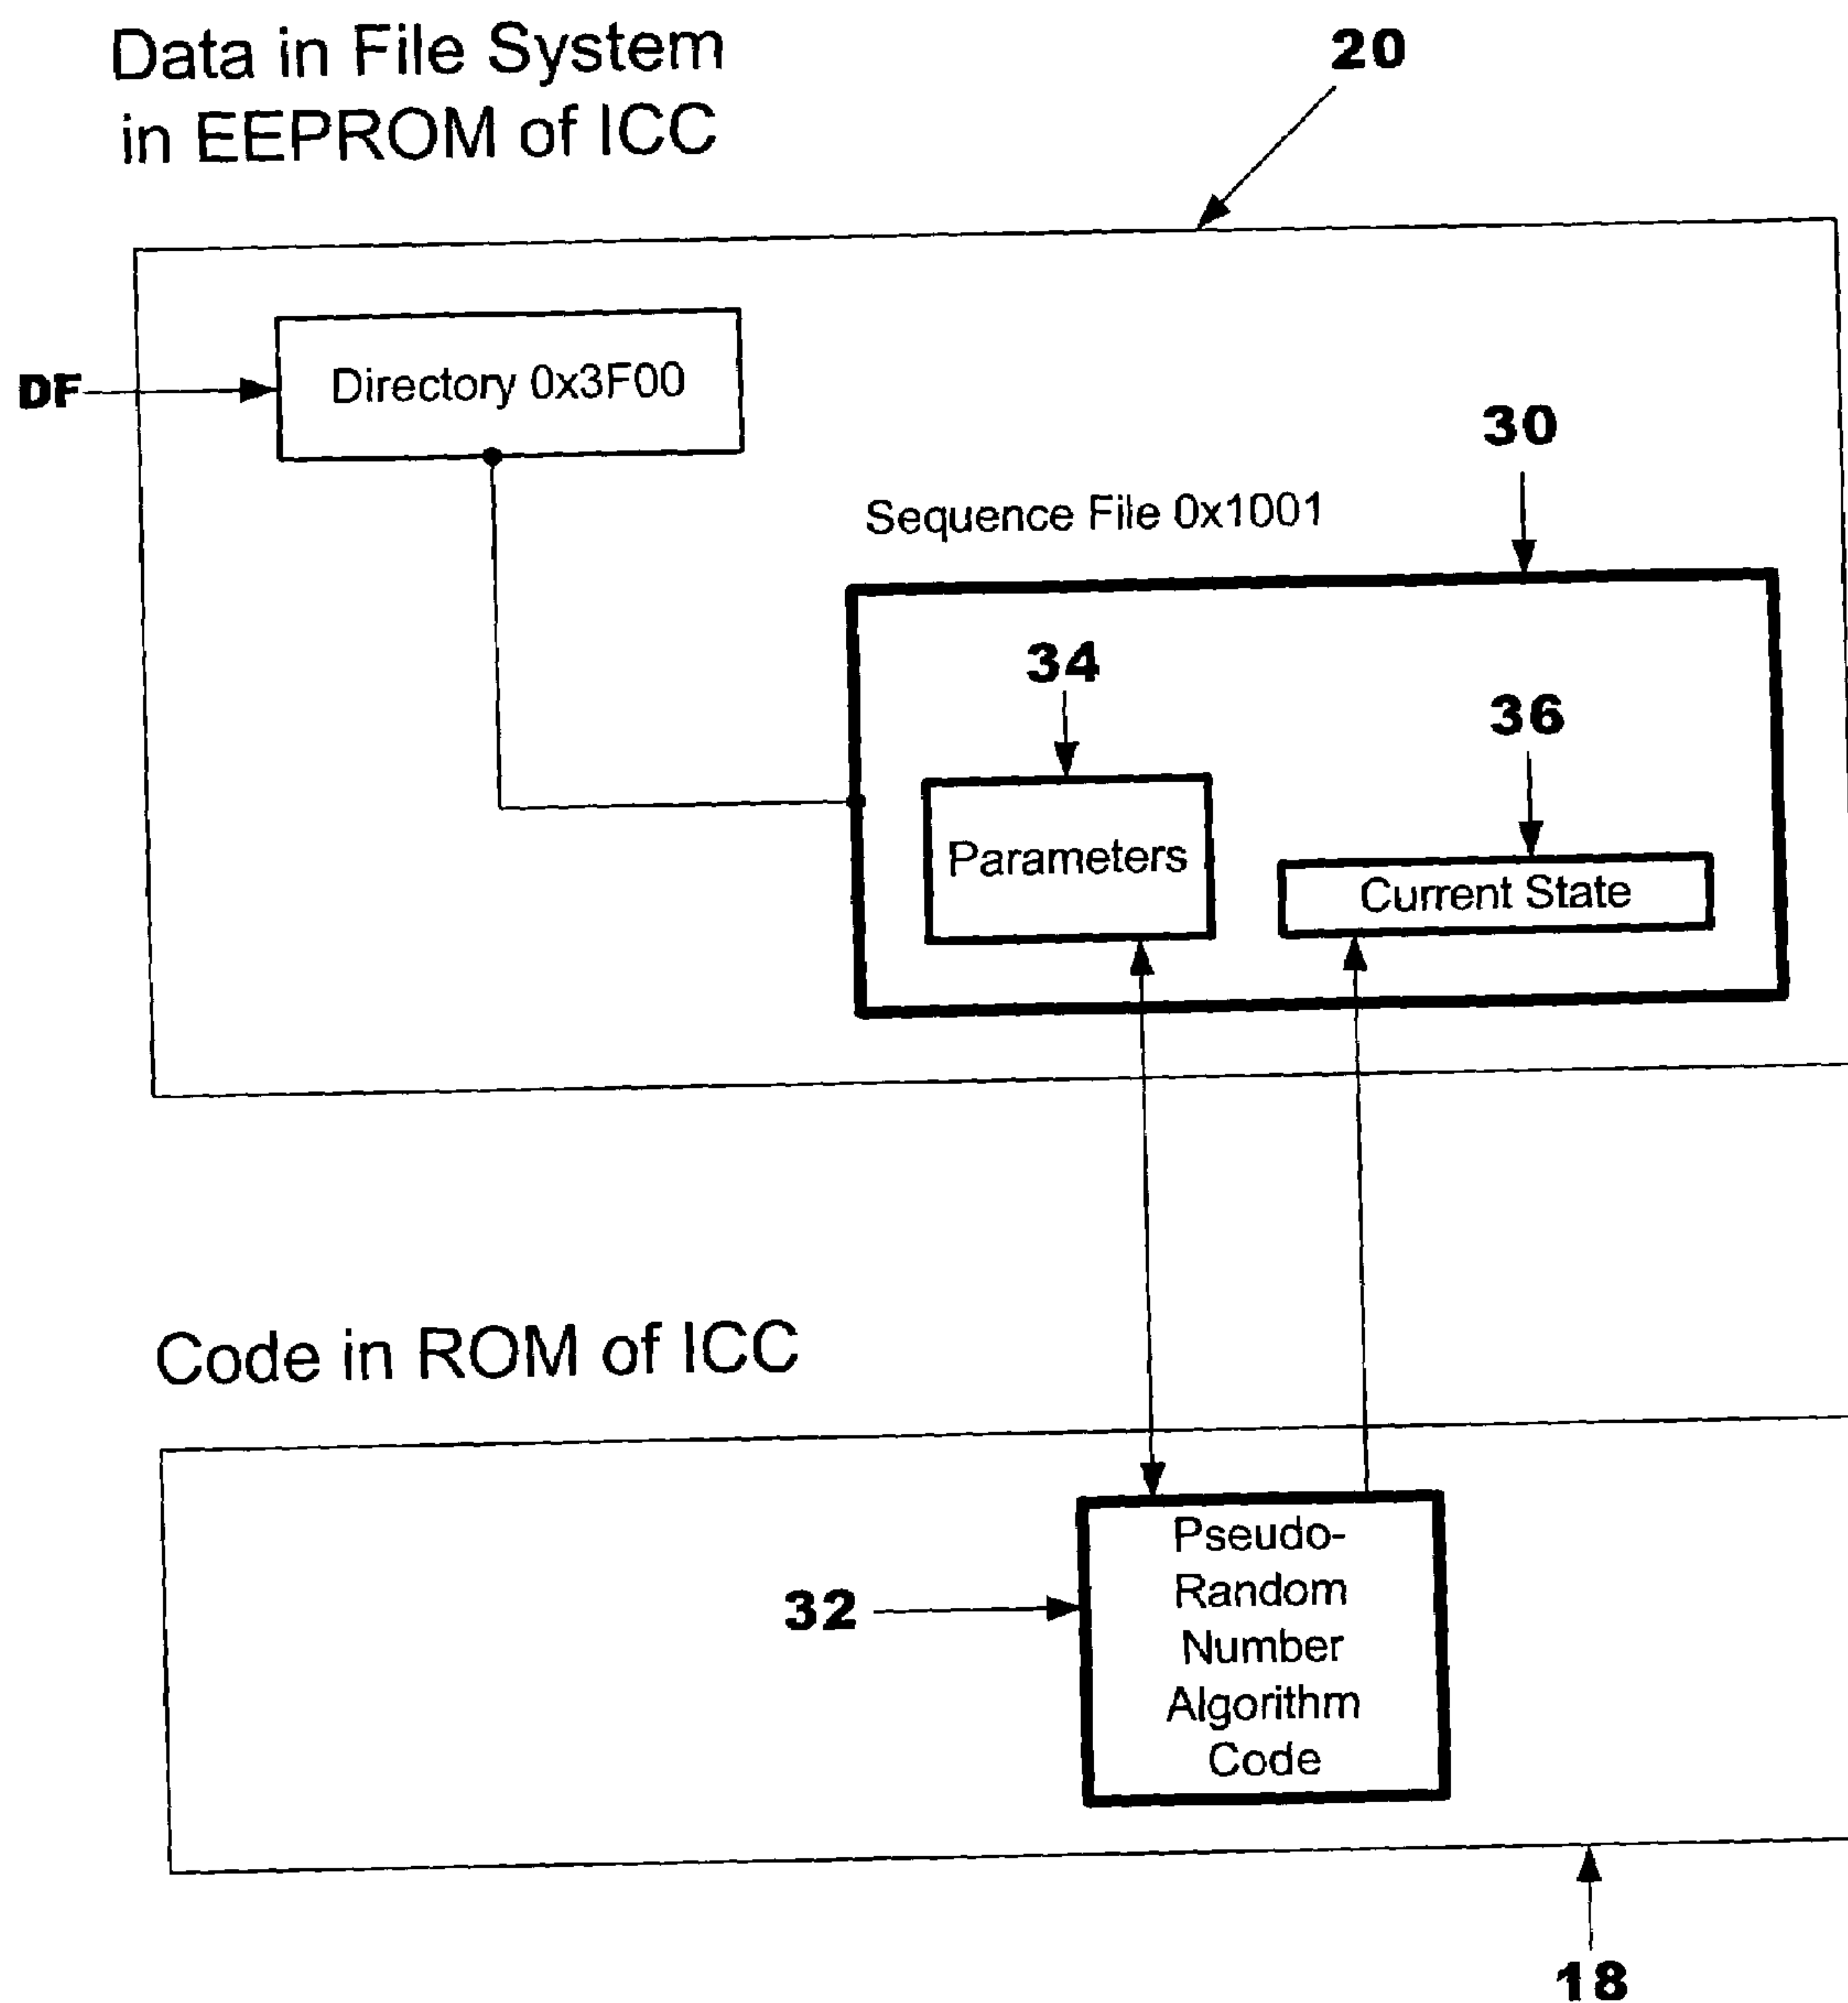 Data in File System
in EEPROM of ICC
20
DF
Directory 0x3F00
30
Sequence File 0x1001
34
36
Parameters
Current State
Code in ROM of ICC
32
Pseudo-
Random
Number
Algorithm
Code
18